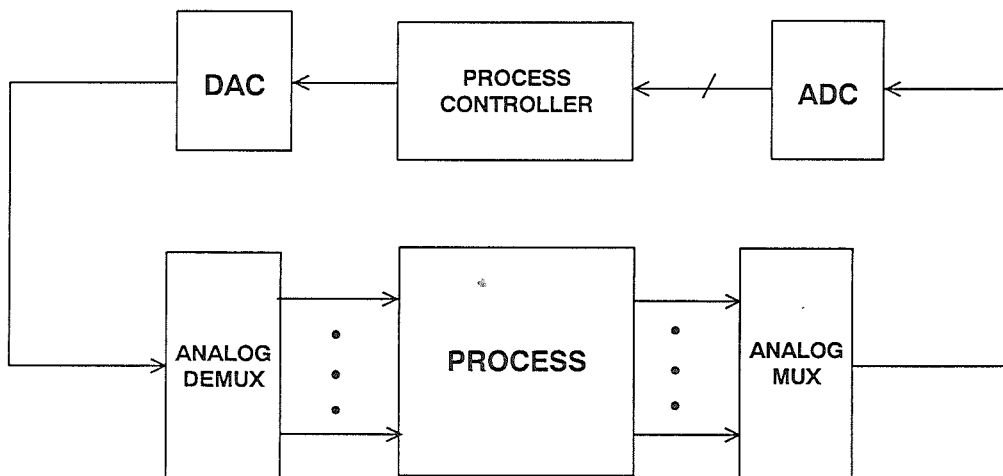 DAC
PROCESS
CONTROLLER
ADC
ANALOG
DEMUX
PROCESS
ANALOG
MUX